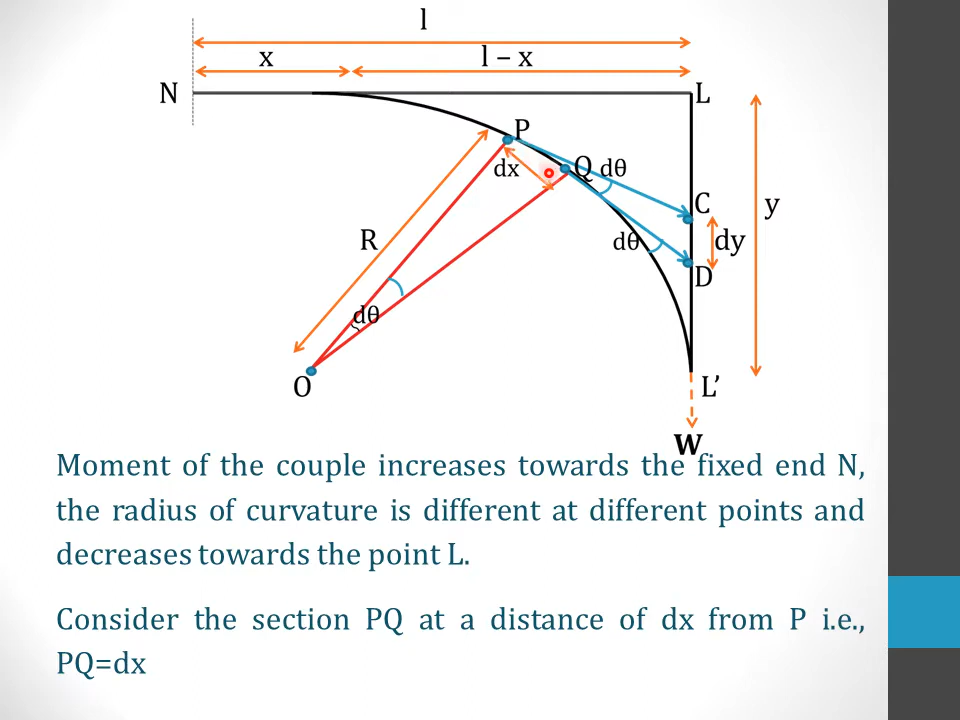 l
x
l – x
N
L
P
Q
dθ
dx
C
y
R
dθ
dy
D
dθ
O
L’
W
Moment of the couple increases towards the fixed end N,
the radius of curvature is different at different points and
decreases towards the point L.
Consider the section PQ at a distance of dx from P i.e.,
PQ=dx